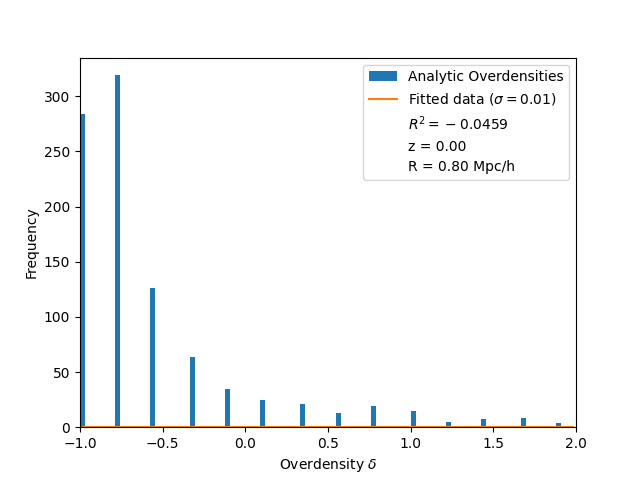 Analytic Overdensities
Fitted data (σ = 0.01)
R² = −0.0459
z = 0.00
R = 0.80 Mpc/h
Frequency
300
250
200
150
100
50
0
−1.0 −0.5 0.0 0.5 1.0 1.5 2.0
Overdensity δ